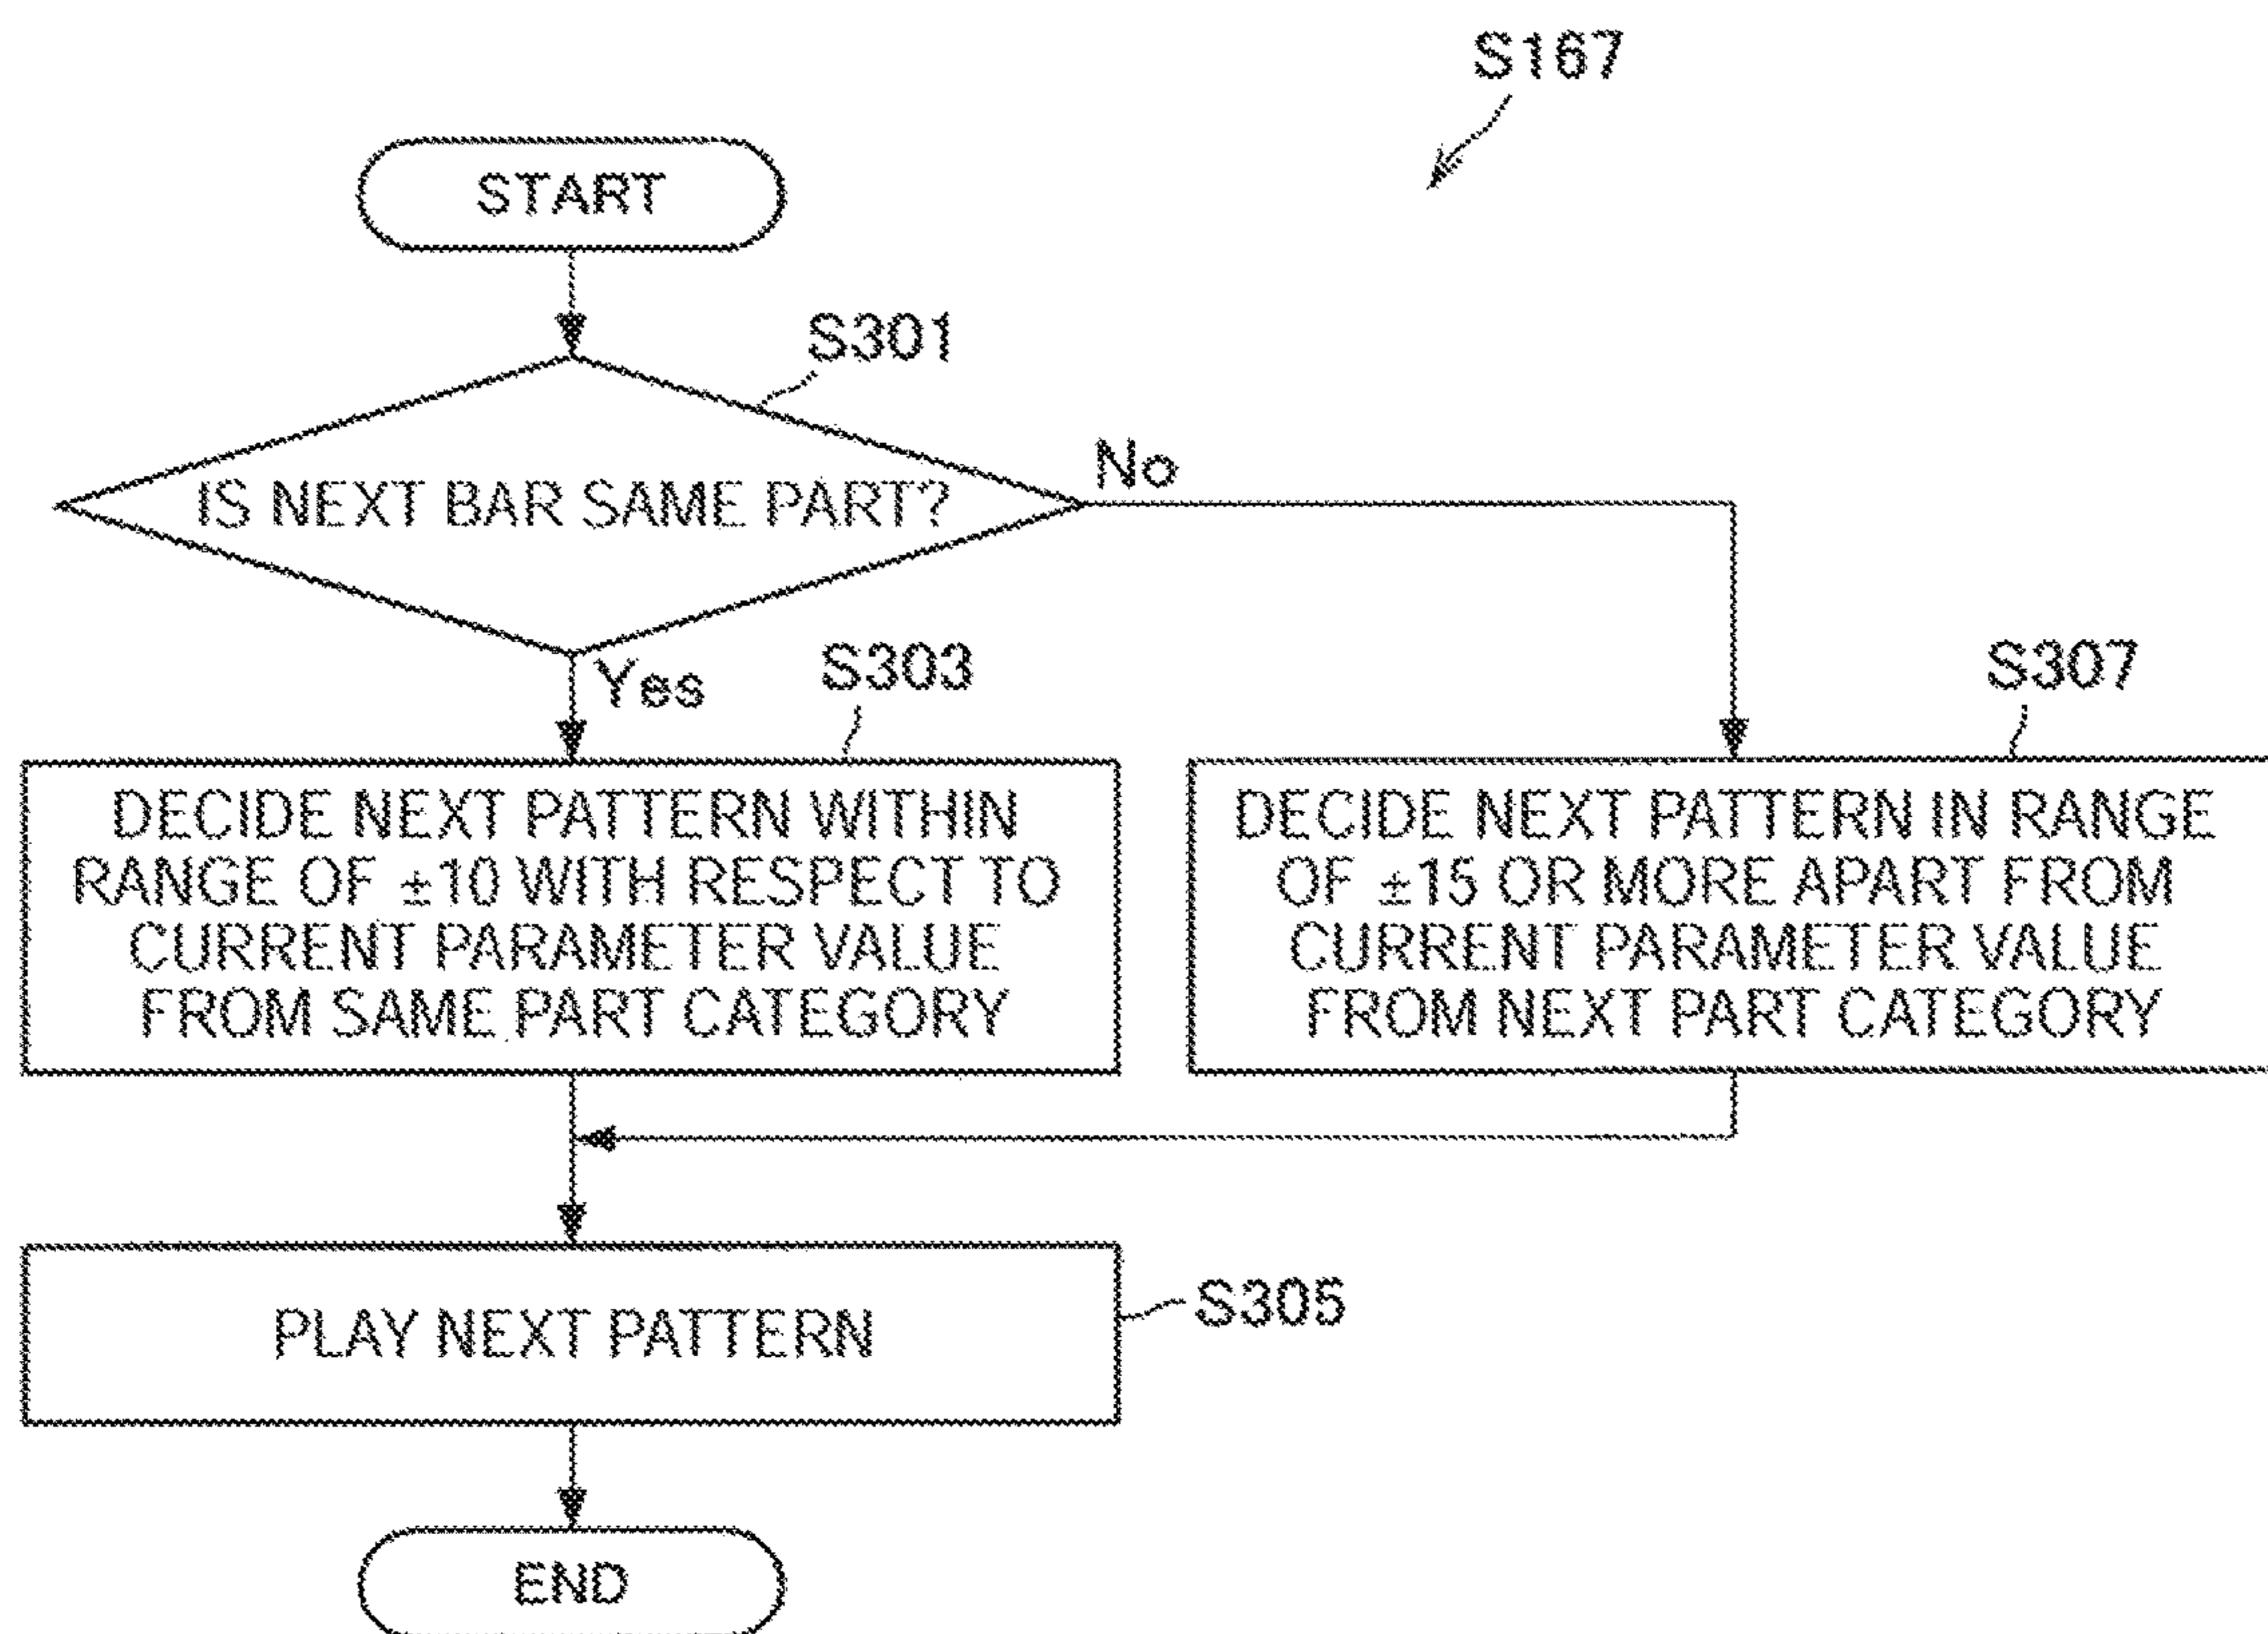 S167
START
S301
IS NEXT BAR SAME PART?
No
Yes
S303
S307
DECIDE NEXT PATTERN WITHIN
RANGE OF ±10 WITH RESPECT TO
CURRENT PARAMETER VALUE
FROM SAME PART CATEGORY
DECIDE NEXT PATTERN IN RANGE
OF ±15 OR MORE APART FROM
CURRENT PARAMETER VALUE
FROM NEXT PART CATEGORY
PLAY NEXT PATTERN
S305
END